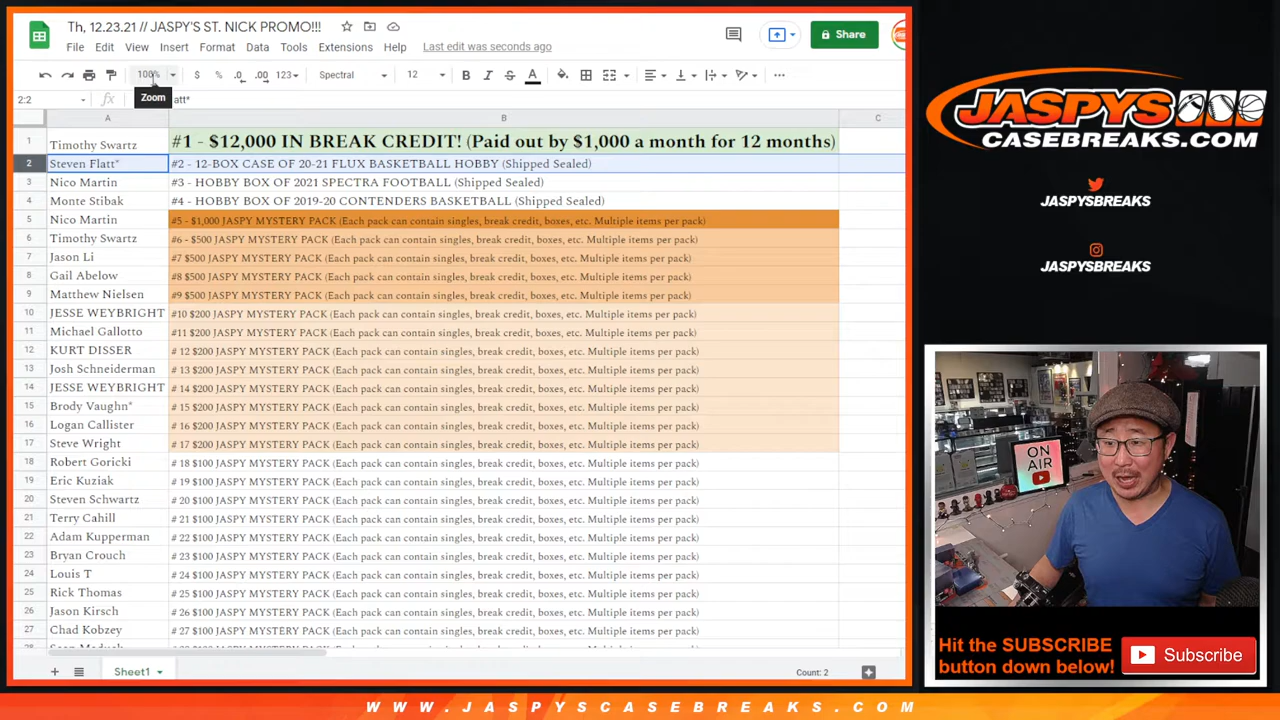 Th, 12.23.21 // JASPY'S ST. NICK PROMO!!!
File Edit View Insert Format Data Tools Extensions Help Last edit was seconds ago
Share
100% $ % .0 .00 123 Spectral 12 B I S A
2:2 fx att*
Zoom
A B C
1 Timothy Swartz #1 - $12,000 IN BREAK CREDIT! (Paid out by $1,000 a month for 12 months)
2 Steven Flatt* #2 - 12-BOX CASE OF 20-21 FLUX BASKETBALL HOBBY (Shipped Sealed)
3 Nico Martin #3 - HOBBY BOX OF 2021 SPECTRA FOOTBALL (Shipped Sealed)
4 Monte Stibak #4 - HOBBY BOX OF 2019-20 CONTENDERS BASKETBALL (Shipped Sealed)
5 Nico Martin #5 - $1,000 JASPY MYSTERY PACK (Each pack can contain singles, break credit, boxes, etc. Multiple items per pack)
6 Timothy Swartz #6 - $500 JASPY MYSTERY PACK (Each pack can contain singles, break credit, boxes, etc. Multiple items per pack)
7 Jason Li #7 $500 JASPY MYSTERY PACK (Each pack can contain singles, break credit, boxes, etc. Multiple items per pack)
8 Gail Abelow #8 $500 JASPY MYSTERY PACK (Each pack can contain singles, break credit, boxes, etc. Multiple items per pack)
9 Matthew Nielsen #9 $500 JASPY MYSTERY PACK (Each pack can contain singles, break credit, boxes, etc. Multiple items per pack)
10 JESSE WEYBRIGHT #10 $200 JASPY MYSTERY PACK (Each pack can contain singles, break credit, boxes, etc. Multiple items per pack)
11 Michael Gallotto #11 $200 JASPY MYSTERY PACK (Each pack can contain singles, break credit, boxes, etc. Multiple items per pack)
12 KURT DISSER # 12 $200 JASPY MYSTERY PACK (Each pack can contain singles, break credit, boxes, etc. Multiple items per pack)
13 Josh Schneiderman # 13 $200 JASPY MYSTERY PACK (Each pack can contain singles, break credit, boxes, etc. Multiple items per pack)
14 JESSE WEYBRIGHT # 14 $200 JASPY MYSTERY PACK (Each pack can contain singles, break credit, boxes, etc. Multiple items per pack)
15 Brody Vaughn* # 15 $200 JASPY MYSTERY PACK (Each pack can contain singles, break credit, boxes, etc. Multiple items per pack)
16 Logan Callister # 16 $200 JASPY MYSTERY PACK (Each pack can contain singles, break credit, boxes, etc. Multiple items per pack)
17 Steve Wright # 17 $200 JASPY MYSTERY PACK (Each pack can contain singles, break credit, boxes, etc. Multiple items per pack)
18 Robert Goricki # 18 $100 JASPY MYSTERY PACK (Each pack can contain singles, break credit, boxes, etc. Multiple items per pack)
19 Eric Kuziak # 19 $100 JASPY MYSTERY PACK (Each pack can contain singles, break credit, boxes, etc. Multiple items per pack)
20 Steven Schwartz # 20 $100 JASPY MYSTERY PACK (Each pack can contain singles, break credit, boxes, etc. Multiple items per pack)
21 Terry Cahill # 21 $100 JASPY MYSTERY PACK (Each pack can contain singles, break credit, boxes, etc. Multiple items per pack)
22 Adam Kupperman # 22 $100 JASPY MYSTERY PACK (Each pack can contain singles, break credit, boxes, etc. Multiple items per pack)
23 Bryan Crouch # 23 $100 JASPY MYSTERY PACK (Each pack can contain singles, break credit, boxes, etc. Multiple items per pack)
24 Louis T # 24 $100 JASPY MYSTERY PACK (Each pack can contain singles, break credit, boxes, etc. Multiple items per pack)
25 Rick Thomas # 25 $100 JASPY MYSTERY PACK (Each pack can contain singles, break credit, boxes, etc. Multiple items per pack)
26 Jason Kirsch # 26 $100 JASPY MYSTERY PACK (Each pack can contain singles, break credit, boxes, etc. Multiple items per pack)
27 Chad Kobzey # 27 $100 JASPY MYSTERY PACK (Each pack can contain singles, break credit, boxes, etc. Multiple items per pack)
Sheet1 Count: 2
JASPYS
CASEBREAKS.COM
JASPYSBREAKS
JASPYSBREAKS
ON
AIR
Hit the SUBSCRIBE
button down below!
Subscribe
WWW.JASPYSCASEBREAKS.COM